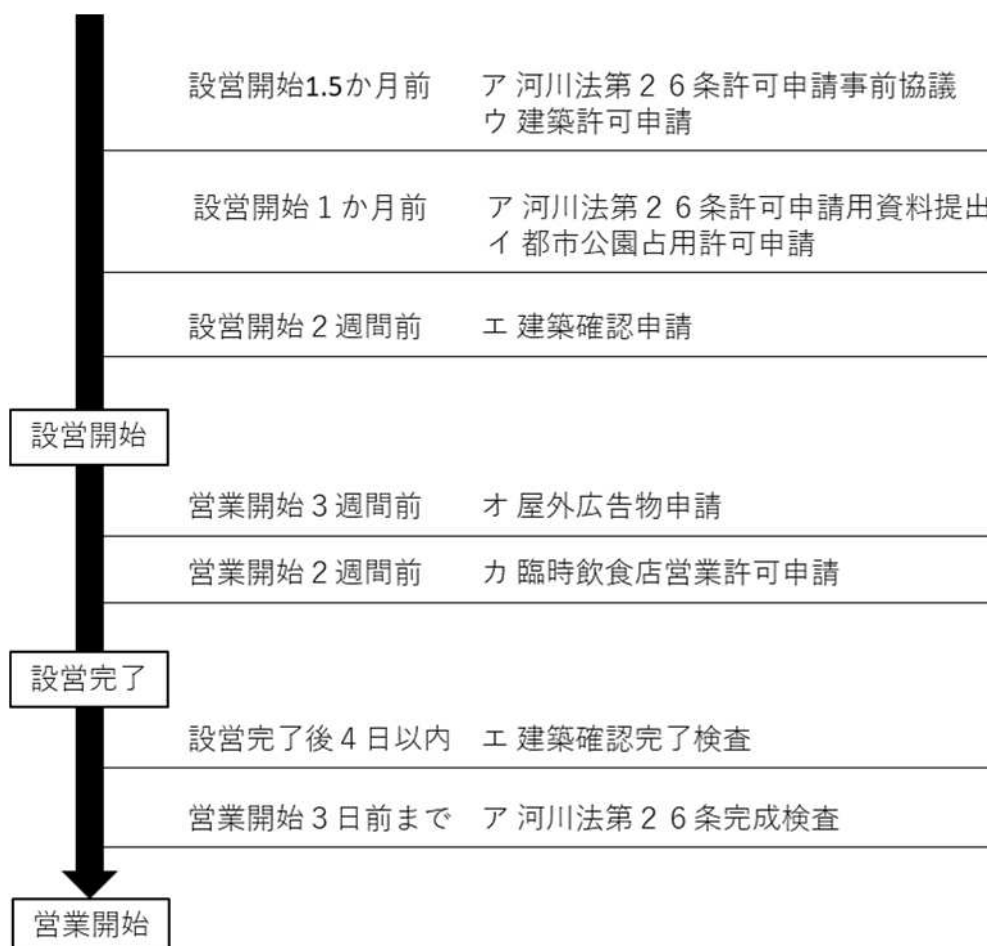 設営開始1.5か月前 ア 河川法第２６条許可申請事前協議
ウ 建築許可申請
設営開始１か月前 ア 河川法第２６条許可申請用資料提出
イ 都市公園占用許可申請
設営開始２週間前 エ 建築確認申請
設営開始
営業開始３週間前 オ 屋外広告物申請
営業開始２週間前 カ 臨時飲食店営業許可申請
設営完了
設営完了後４日以内 エ 建築確認完了検査
営業開始３日前まで ア 河川法第２６条完成検査
営業開始